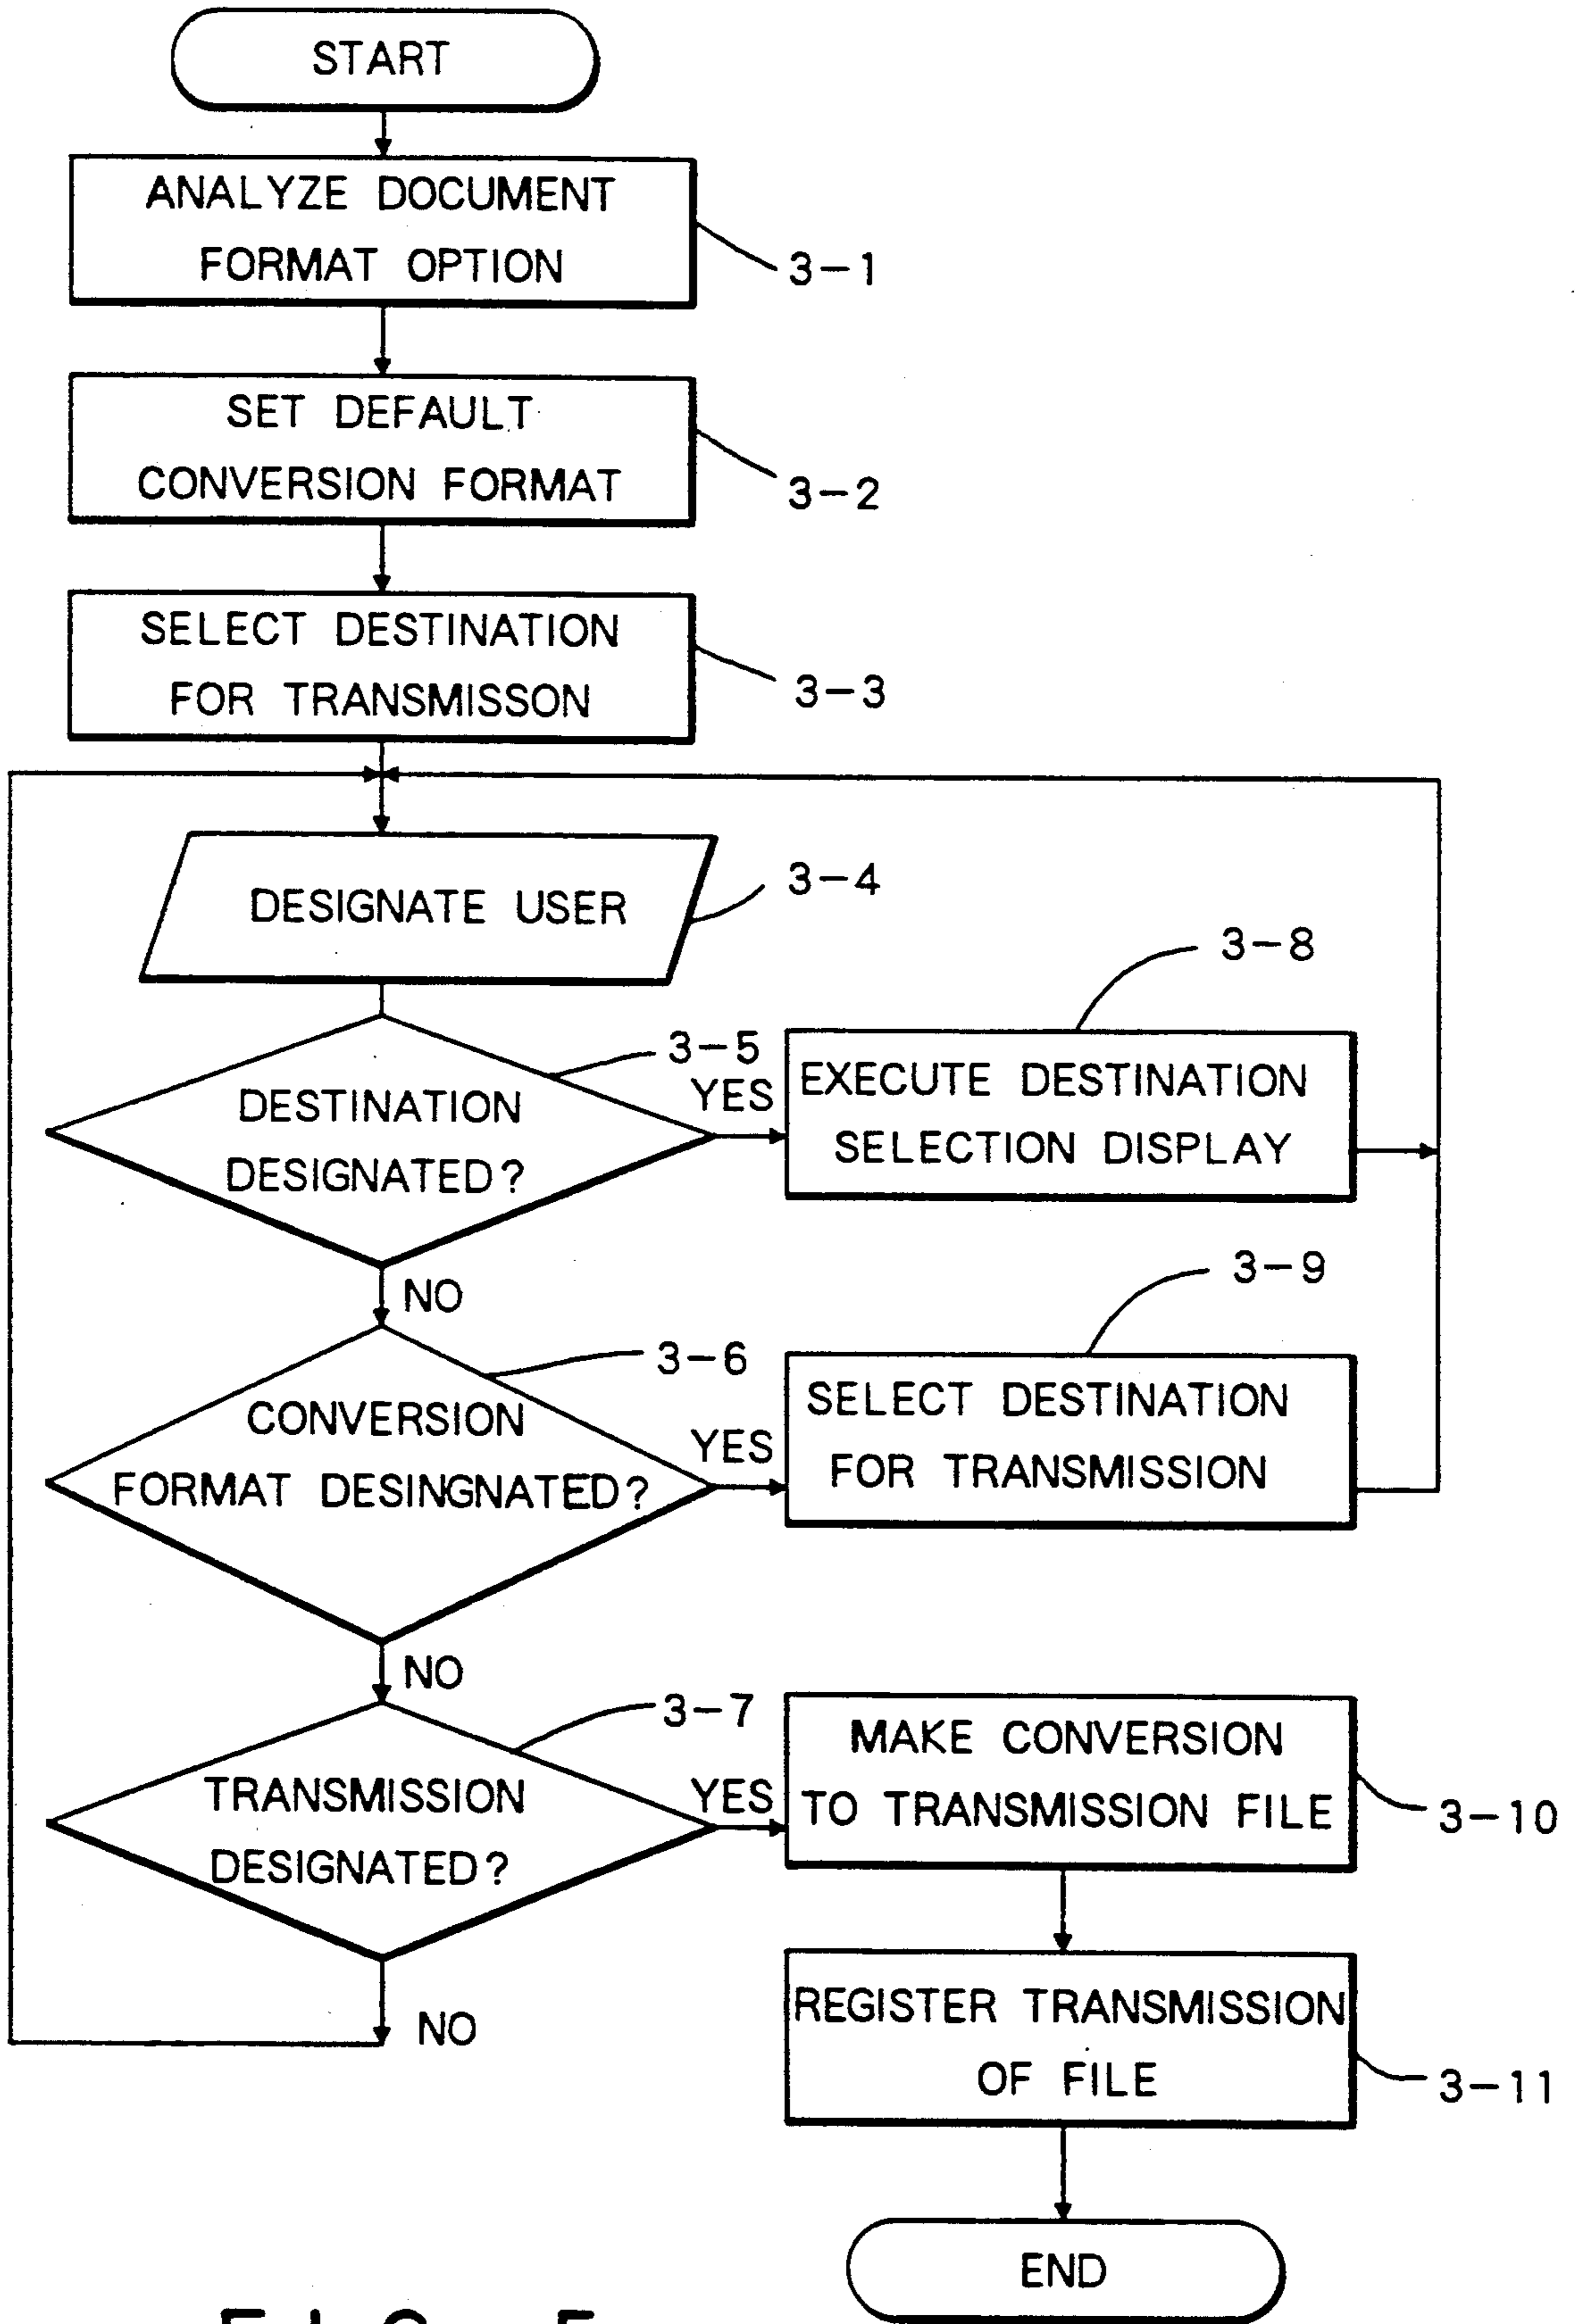 START
ANALYZE DOCUMENT
FORMAT OPTION
3-1
SET DEFAULT
CONVERSION FORMAT
3-2
SELECT DESTINATION
FOR TRANSMISSON
3-3
DESIGNATE USER
3-4
3-5
DESTINATION
DESIGNATED?
YES
NO
3-8
EXECUTE DESTINATION
SELECTION DISPLAY
3-6
CONVERSION
FORMAT DESINGNATED?
YES
NO
3-9
SELECT DESTINATION
FOR TRANSMISSION
3-7
TRANSMISSION
DESIGNATED?
YES
NO
MAKE CONVERSION
TO TRANSMISSION FILE
3-10
REGISTER TRANSMISSION
OF FILE
3-11
END